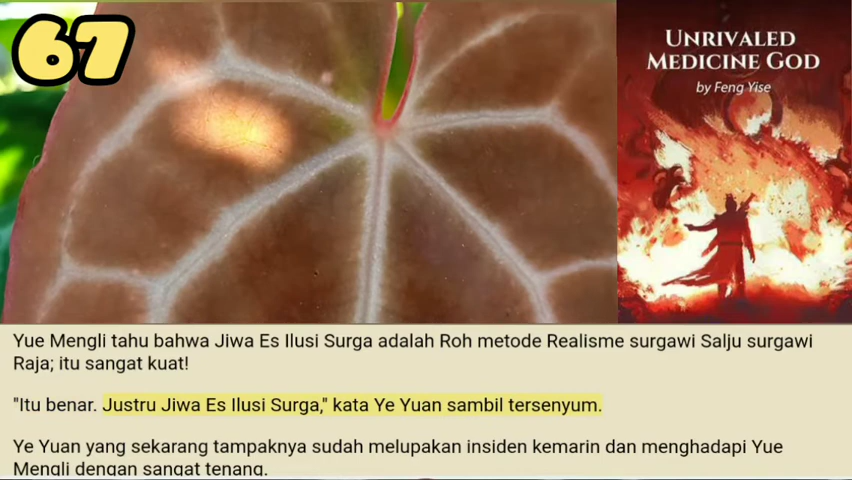 67
UNRIVALED
MEDICINE GOD
by Feng Yise
Yue Mengli tahu bahwa Jiwa Es Ilusi Surga adalah Roh metode Realisme surgawi Salju surgawi
Raja; itu sangat kuat!
"Itu benar. Justru Jiwa Es Ilusi Surga," kata Ye Yuan sambil tersenyum.
Ye Yuan yang sekarang tampaknya sudah melupakan insiden kemarin dan menghadapi Yue
Mengli dengan sangat tenang.